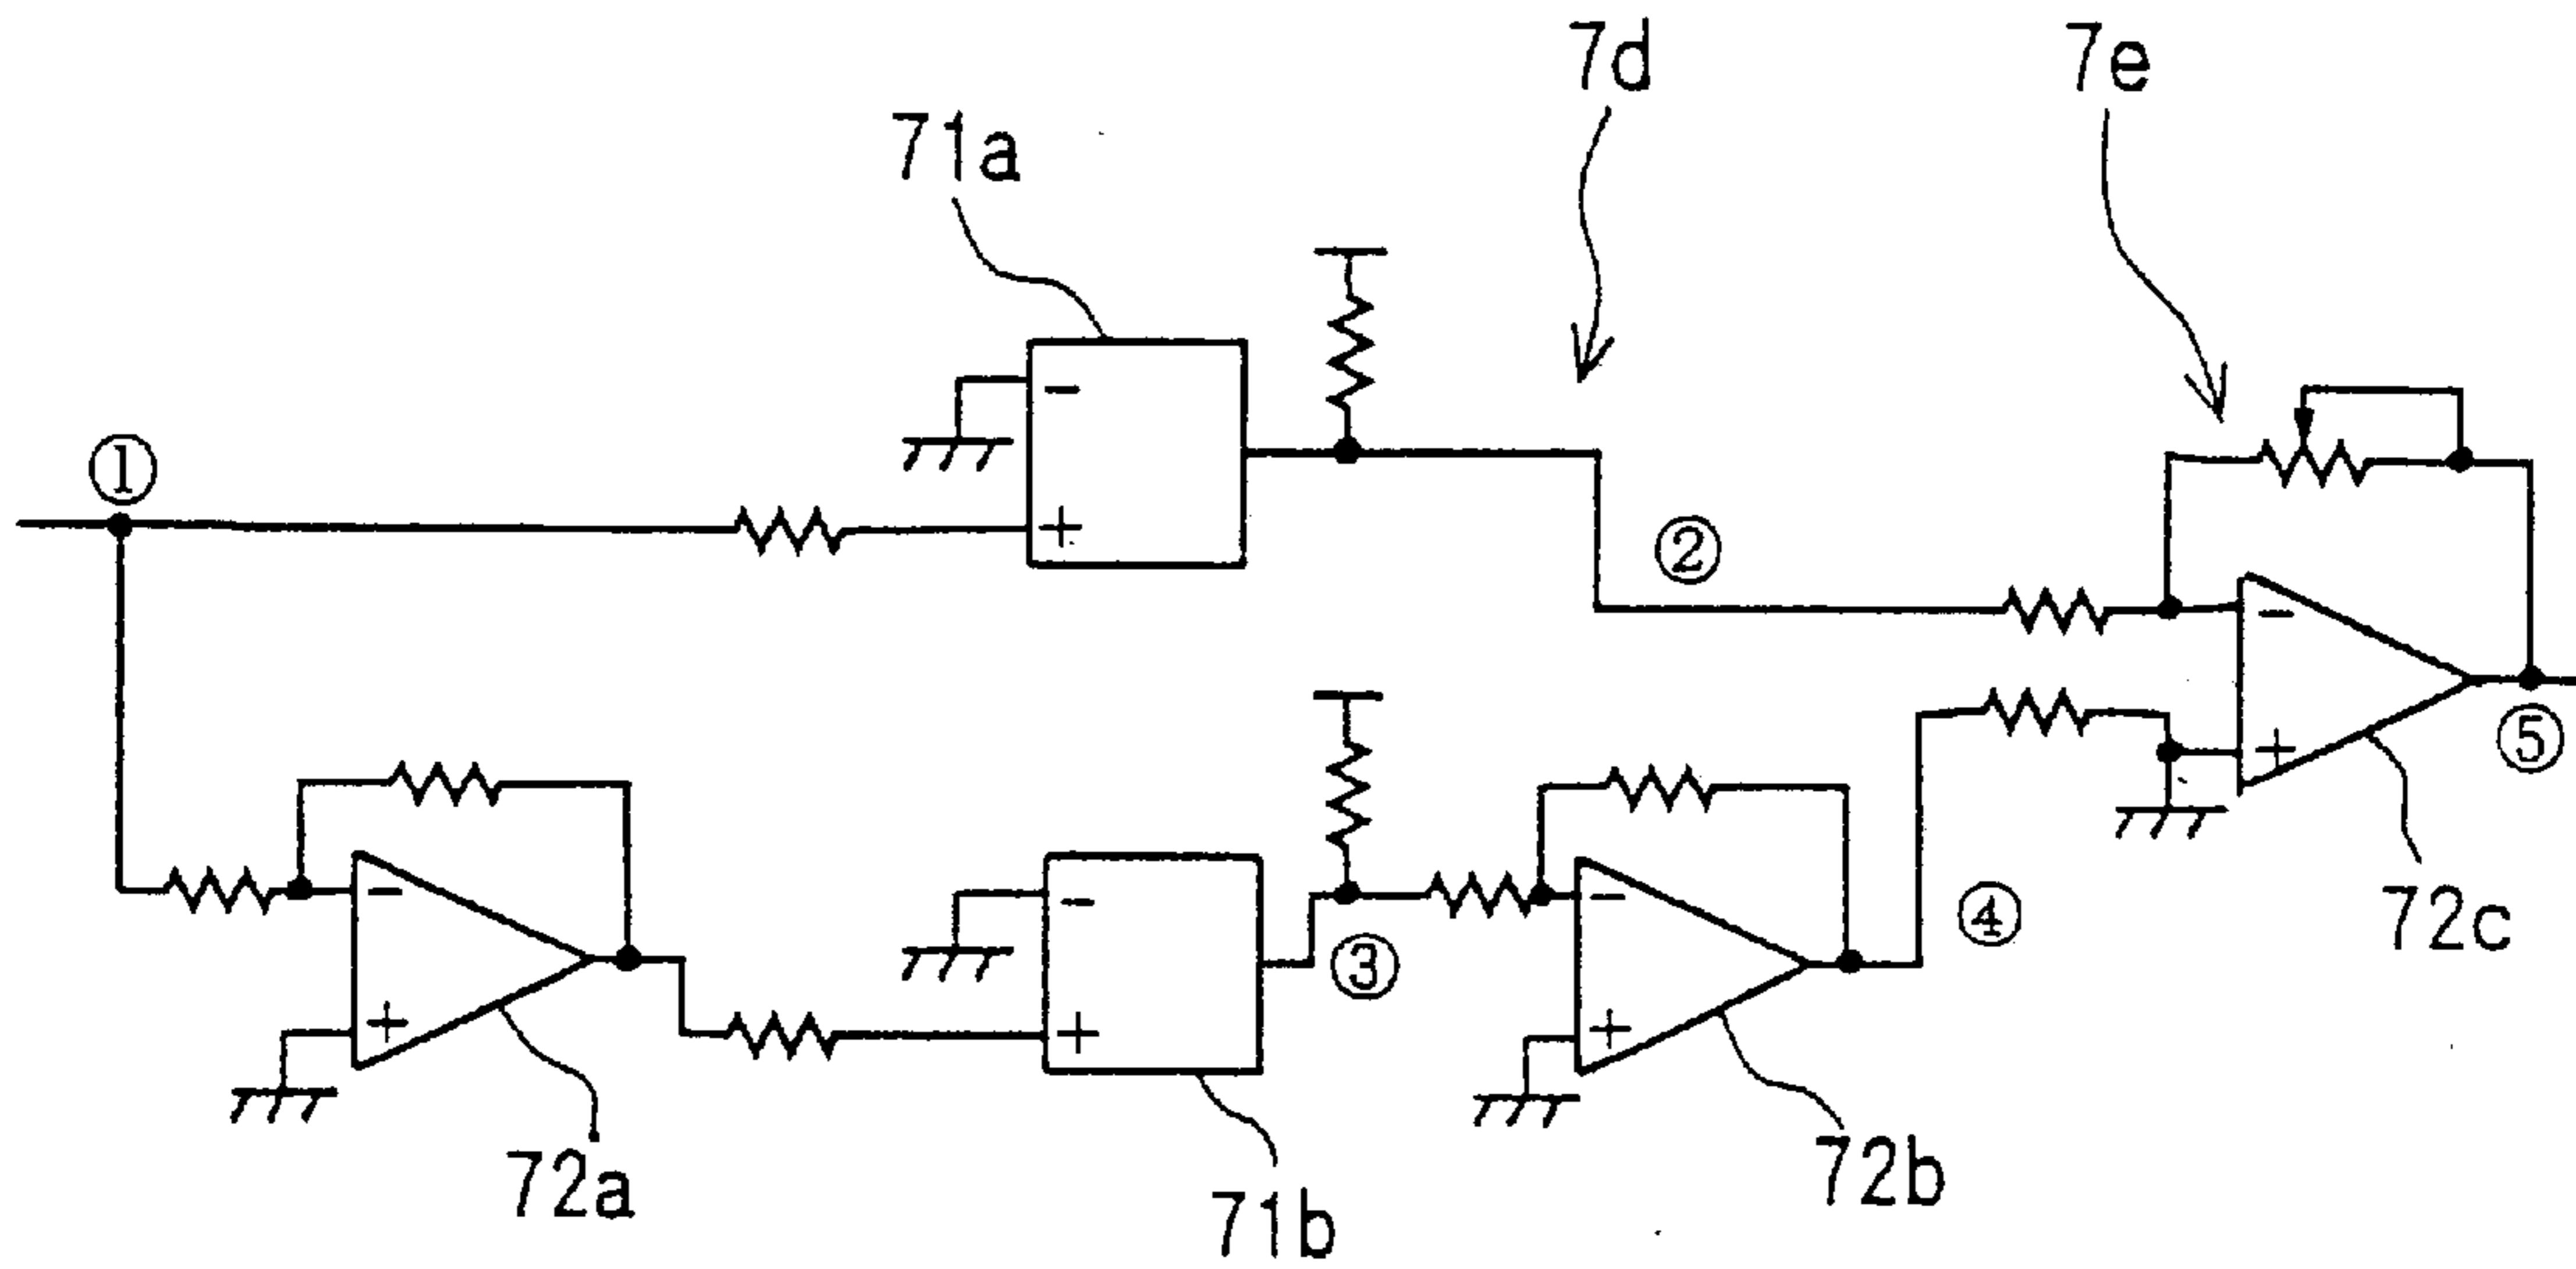 7d
7e
71a
①
-
+
②
-
+
⑤
72c
-
+
72a
-
+
71b
③
-
+
72b
④